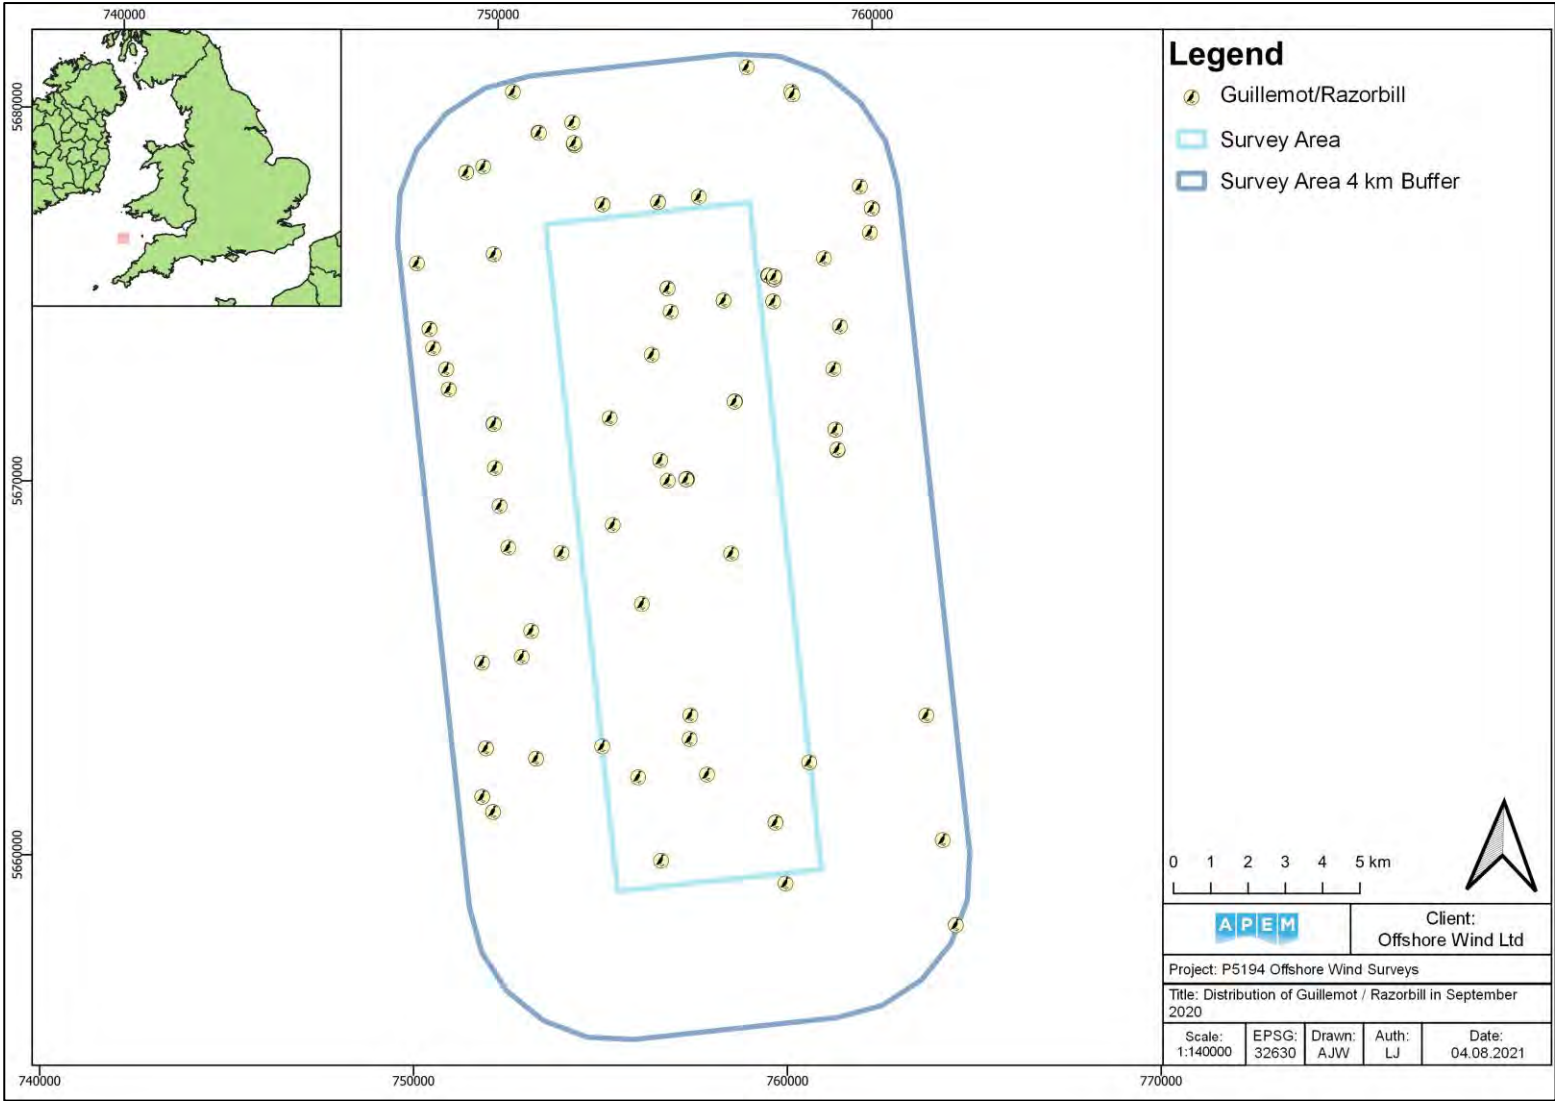 740000 750000 760000
5680000
5670000
5660000
740000 750000 760000 770000
Legend
Guillemot/Razorbill
Survey Area
Survey Area 4 km Buffer
0 1 2 3 4 5 km
APEM
Client:
Offshore Wind Ltd
Project: P5194 Offshore Wind Surveys
Title: Distribution of Guillemot / Razorbill in September
2020
Scale:
1:140000
EPSG:
32630
Drawn:
AJW
Auth:
LJ
Date:
04.08.2021